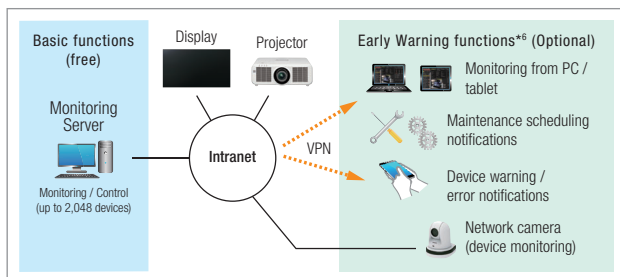 Basic functions
(free)
Monitoring
Server
Monitoring / Control
(up to 2,048 devices)
Display
Projector
Intranet
VPN
Early Warning functions*6 (Optional)
Monitoring from PC /
tablet
Maintenance scheduling
notifications
Device warning /
error notifications
Network camera
(device monitoring)